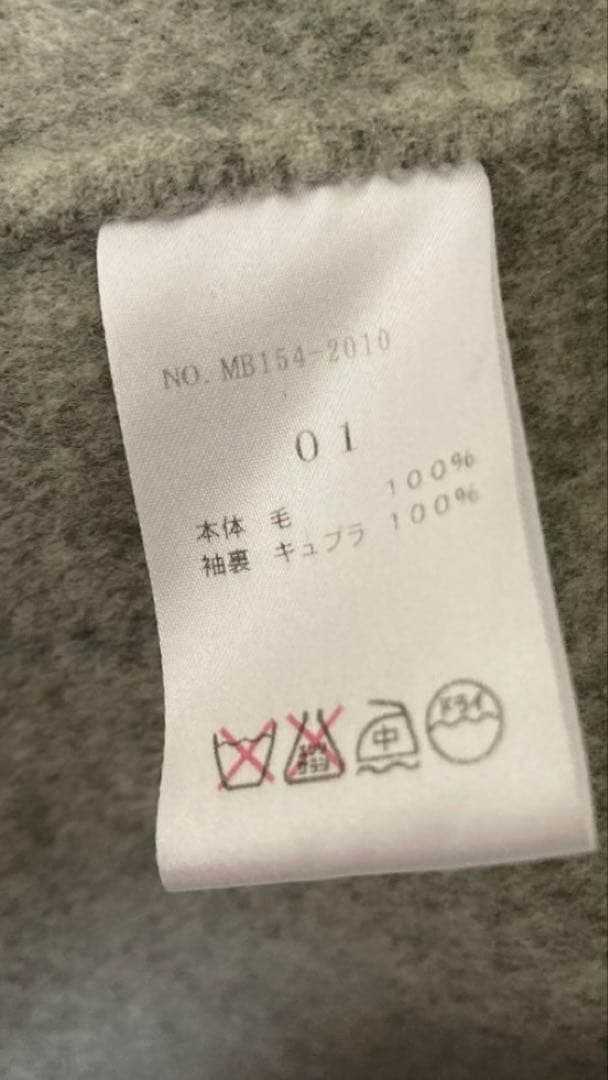 NO. MB154-2010
01
本体 毛 100%
袖裏 キュプラ 100%
中 ドライ